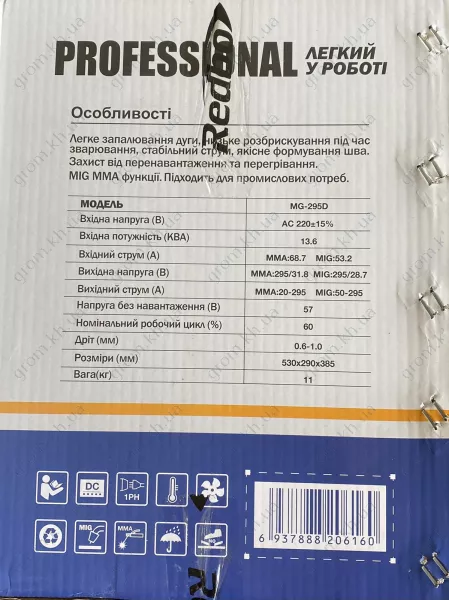 PROFESSIONAL
ЛЕГКИЙ
У РОБОТІ
Redbo
Особливості
Легке запалювання дуги, низьке розбрискування під час
зварювання, стабільний струм, якісне формування шва.
Захист від перенавантаження та перегрівання.
MIG MMA функції. Підходить для промислових потреб.
МОДЕЛЬ MG-295D
Вхідна напруга (В) AC 220±15%
Вхідна потужність (КВА) 13.6
Вхідний струм (А) MMA:68.7 MIG:53.2
Вихідна напруга (В) MMA:295/31.8 MIG:295/28.7
Вихідний струм (А) MMA:20-295 MIG:50-295
Напруга без навантаження (В) 57
Номінальний робочий цикл (%) 60
Дріт (мм) 0.6-1.0
Розміри (мм) 530x290x385
Вага(кг) 11
DC
1PH
MIG
MMA
R
6 937888 206160
grom.kh.ua